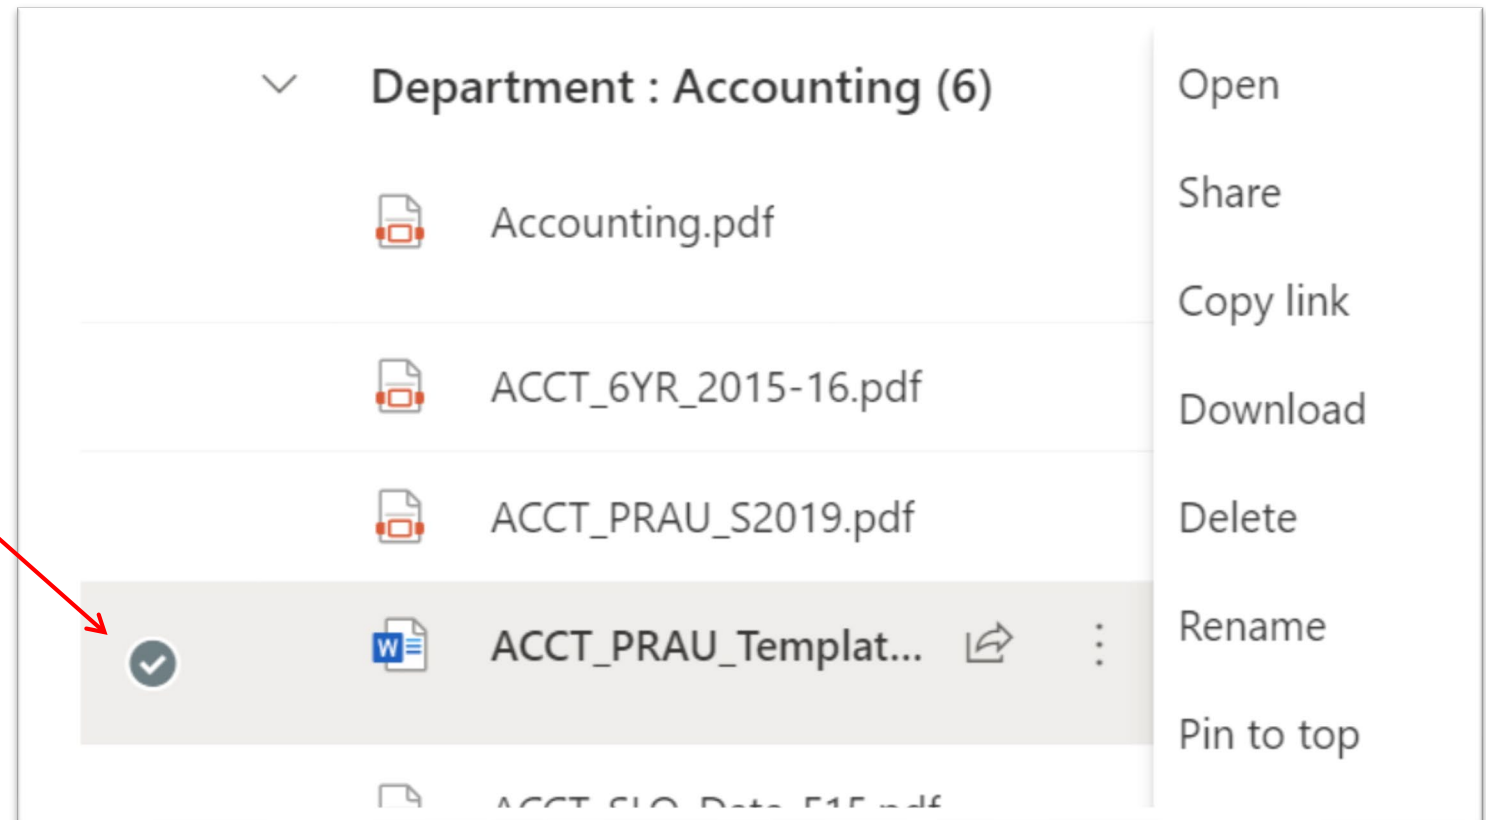 Department : Accounting (6)
Accounting.pdf
ACCT_6YR_2015-16.pdf
ACCT_PRAU_S2019.pdf
W
ACCT_PRAU_Templat...
Open
Share
Copy link
Download
Delete
Rename
Pin to top